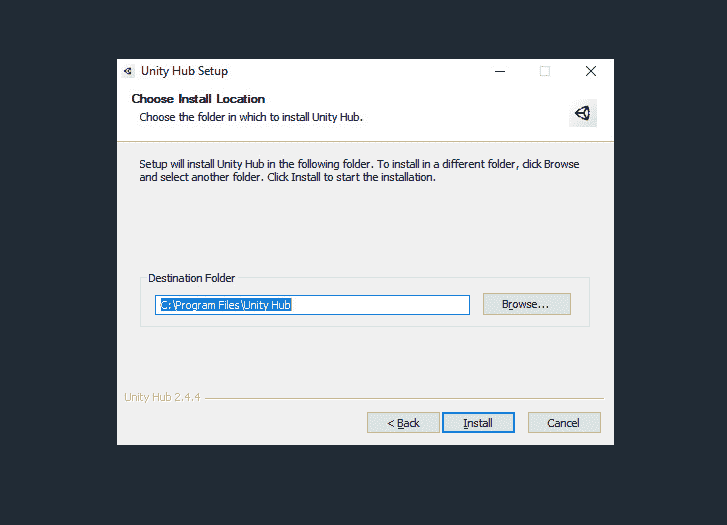 Unity Hub Setup
Choose Install Location
Choose the folder in which to install Unity Hub.
Setup will install Unity Hub in the following folder. To install in a different folder, click Browse
and select another folder. Click Install to start the installation.
Destination Folder
C:\Program Files\Unity Hub
Browse...
Unity Hub 2.4.4
< Back
Install
Cancel